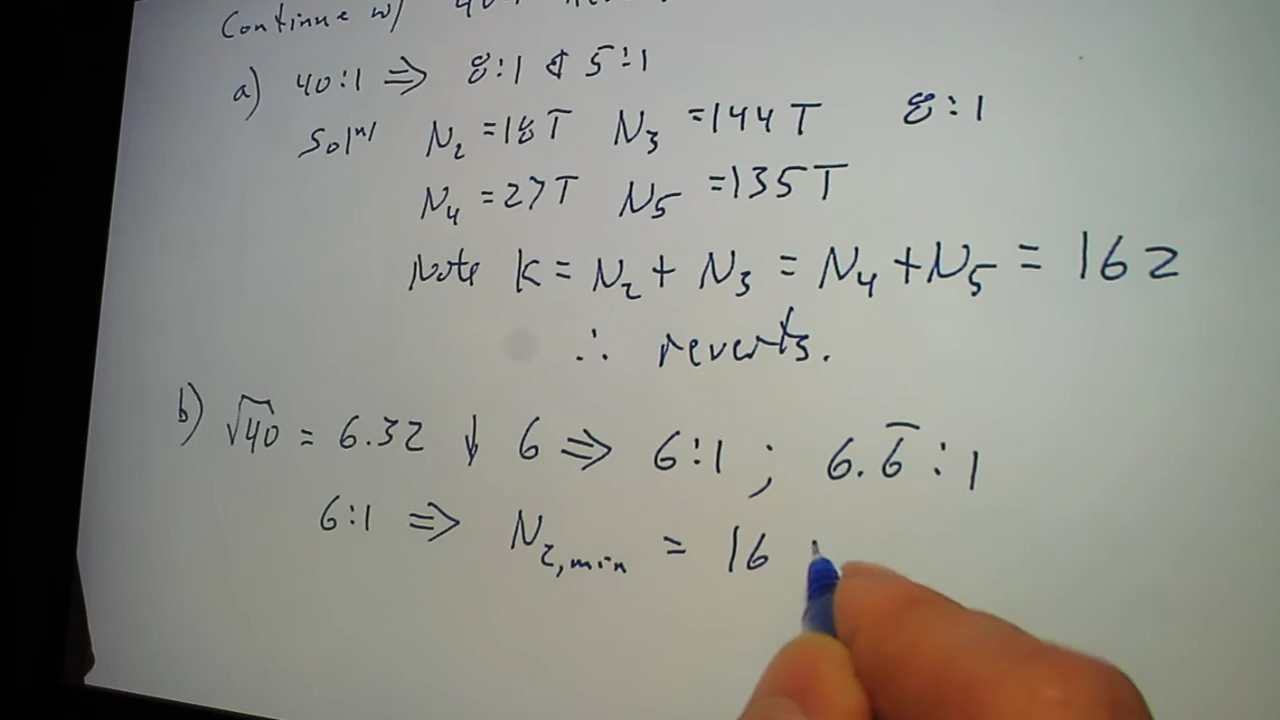 Continue w/ 40:1
a) 40:1 ⇒ 8:1 & 5:1
Sol'n N₂ = 18T N₃ = 144T 8:1
N₄ = 27T N₅ = 135T
Note K = N₂ + N₃ = N₄ + N₅ = 162
∴ reverts.
b) √40 = 6.32 ↓ 6 ⇒ 6:1 ; 6.6̅ : 1
6:1 ⇒ N₂,min = 16